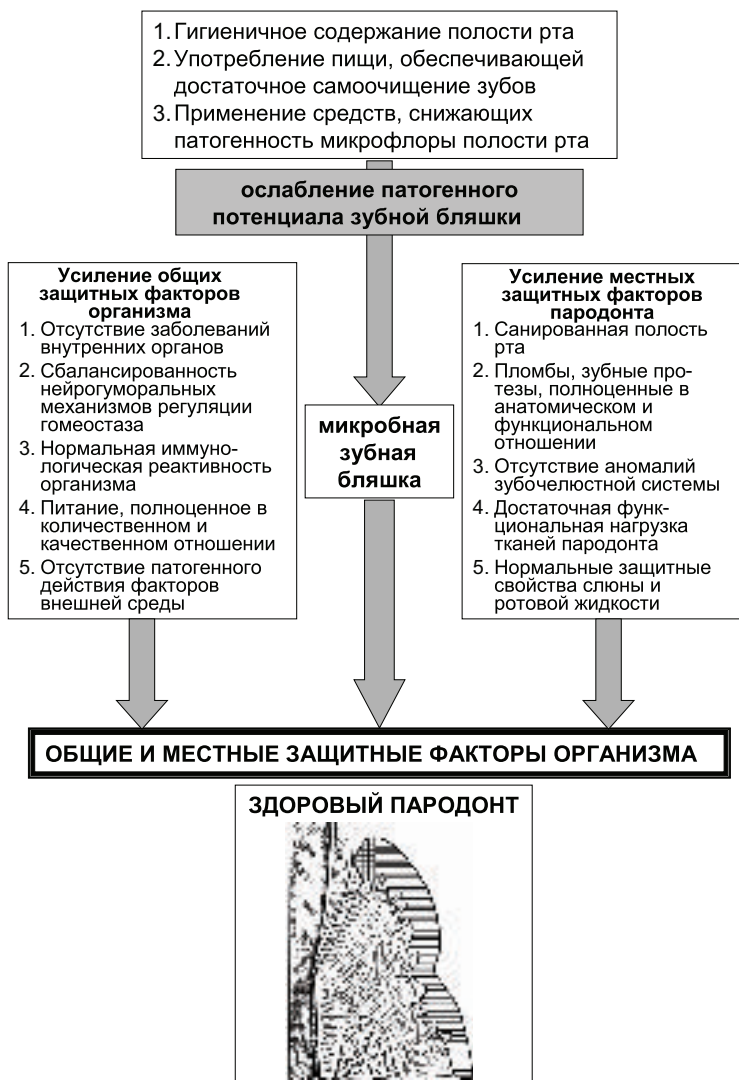 1. Гигиеничное содержание полости рта
2. Употребление пищи, обеспечивающей
достаточное самоочищение зубов
3. Применение средств, снижающих
патогенность микрофлоры полости рта
ослабление патогенного
потенциала зубной бляшки
Усиление общих
защитных факторов
организма
1. Отсутствие заболеваний
внутренних органов
2. Сбалансированность
нейрогуморальных
механизмов регуляции
гомеостаза
3. Нормальная иммуно-
логическая реактивность
организма
4. Питание, полноценное в
количественном и
качественном отношении
5. Отсутствие патогенного
действия факторов
внешней среды
микробная
зубная
бляшка
Усиление местных
защитных факторов
пародонта
1. Санированная полость
рта
2. Пломбы, зубные про-
тезы, полноценные в
анатомическом и
функциональном
отношении
3. Отсутствие аномалий
зубочелюстной системы
4. Достаточная функ-
циональная нагрузка
тканей пародонта
5. Нормальные защитные
свойства слюны и
ротовой жидкости
ОБЩИЕ И МЕСТНЫЕ ЗАЩИТНЫЕ ФАКТОРЫ ОРГАНИЗМА
ЗДОРОВЫЙ ПАРОДОНТ